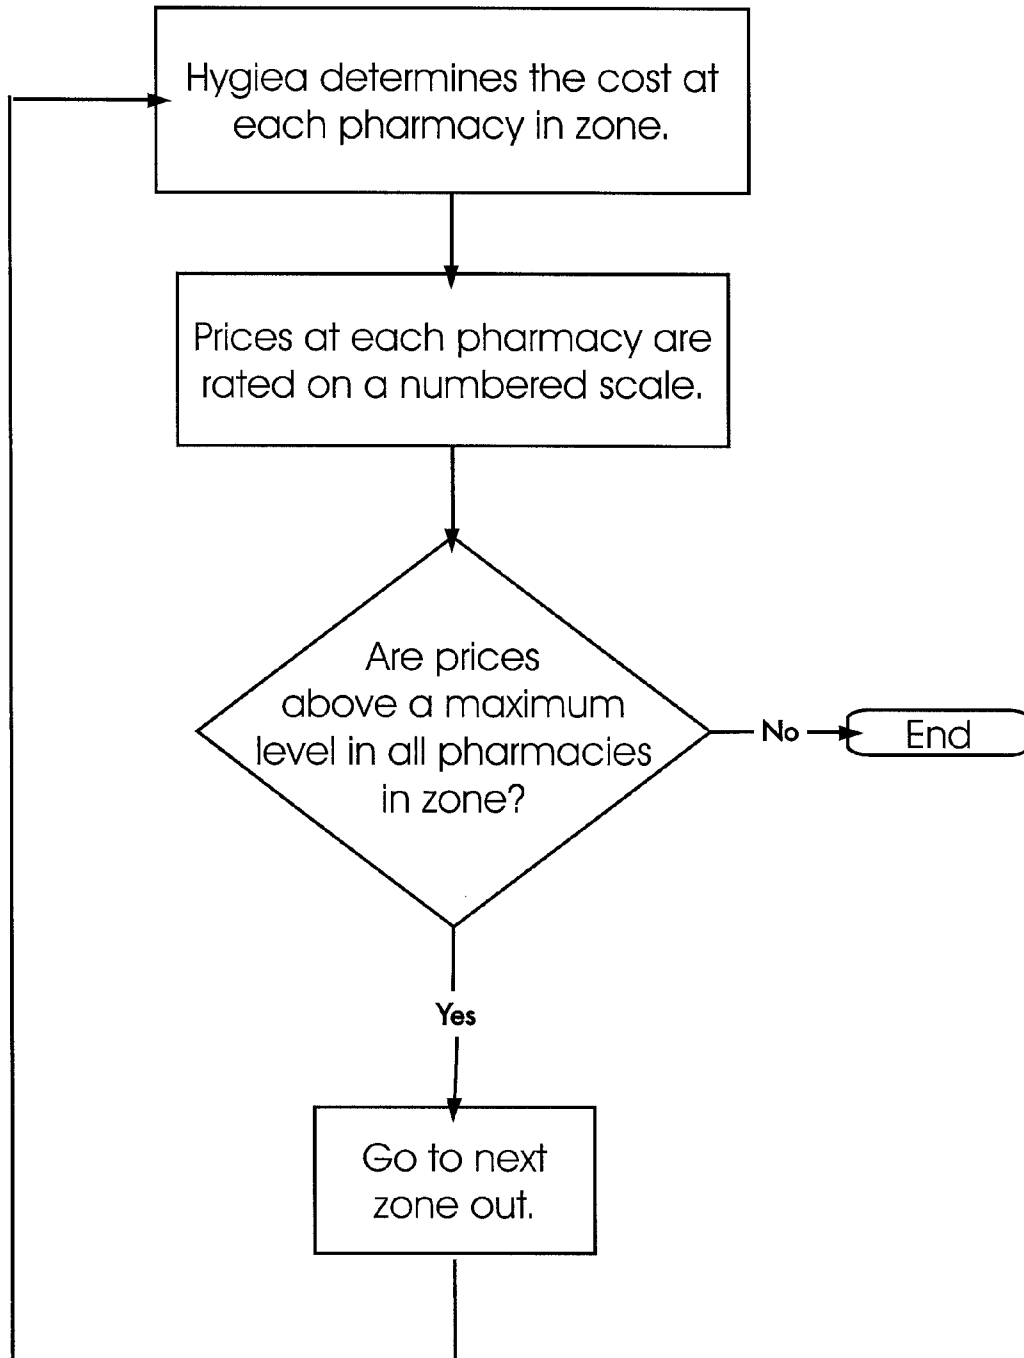 Hygiea determines the cost at
each pharmacy in zone.
Prices at each pharmacy are
rated on a numbered scale.
Are prices
above a maximum
level in all pharmacies
in zone?
No
End
Yes
Go to next
zone out.